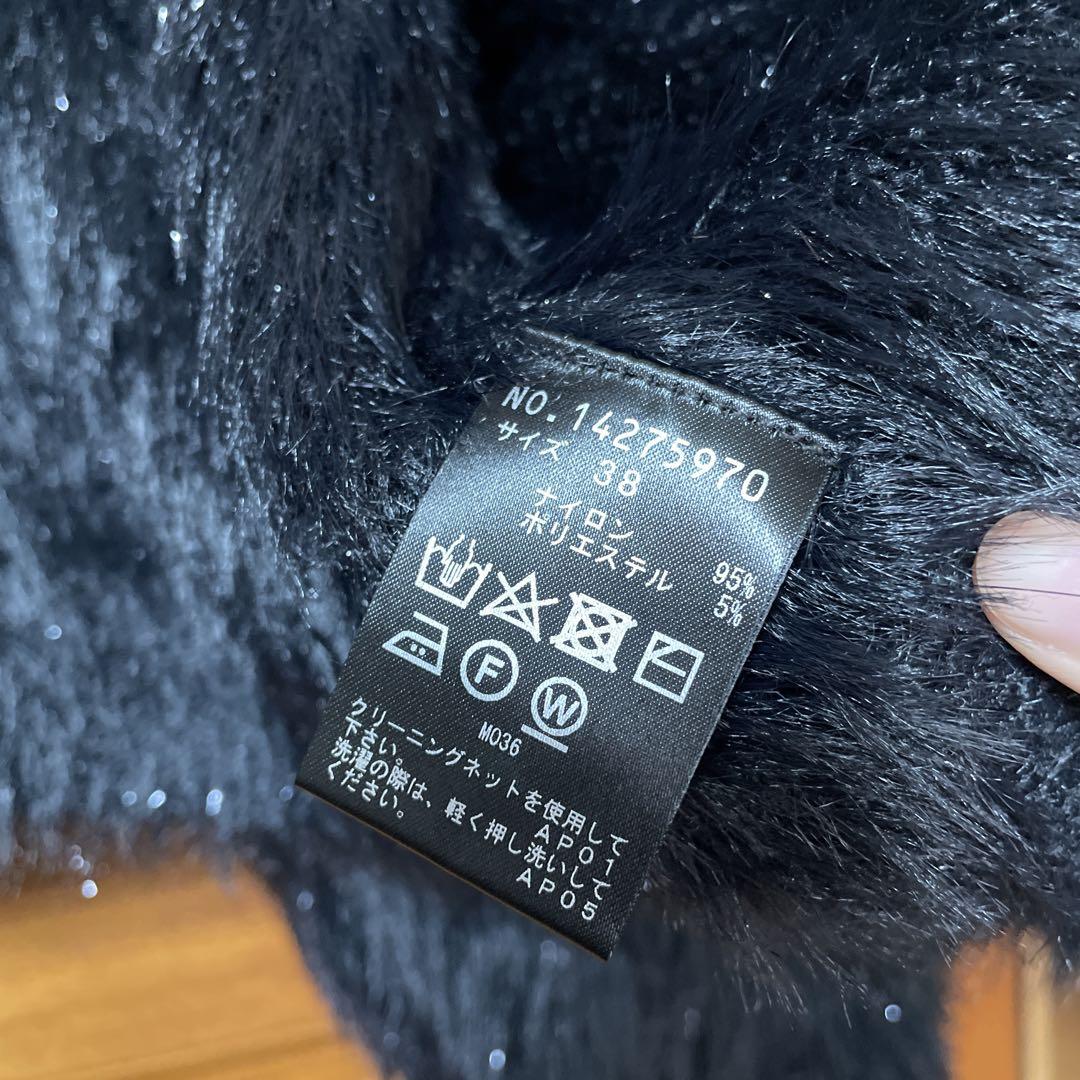 NO.14275970
サイズ 38
ナイロン 95%
ポリエステル 5%
F
W
M036
クリーニングネットを使用して
下さい。 AP01
洗濯の際は、軽く押し洗いして
ください。 AP05